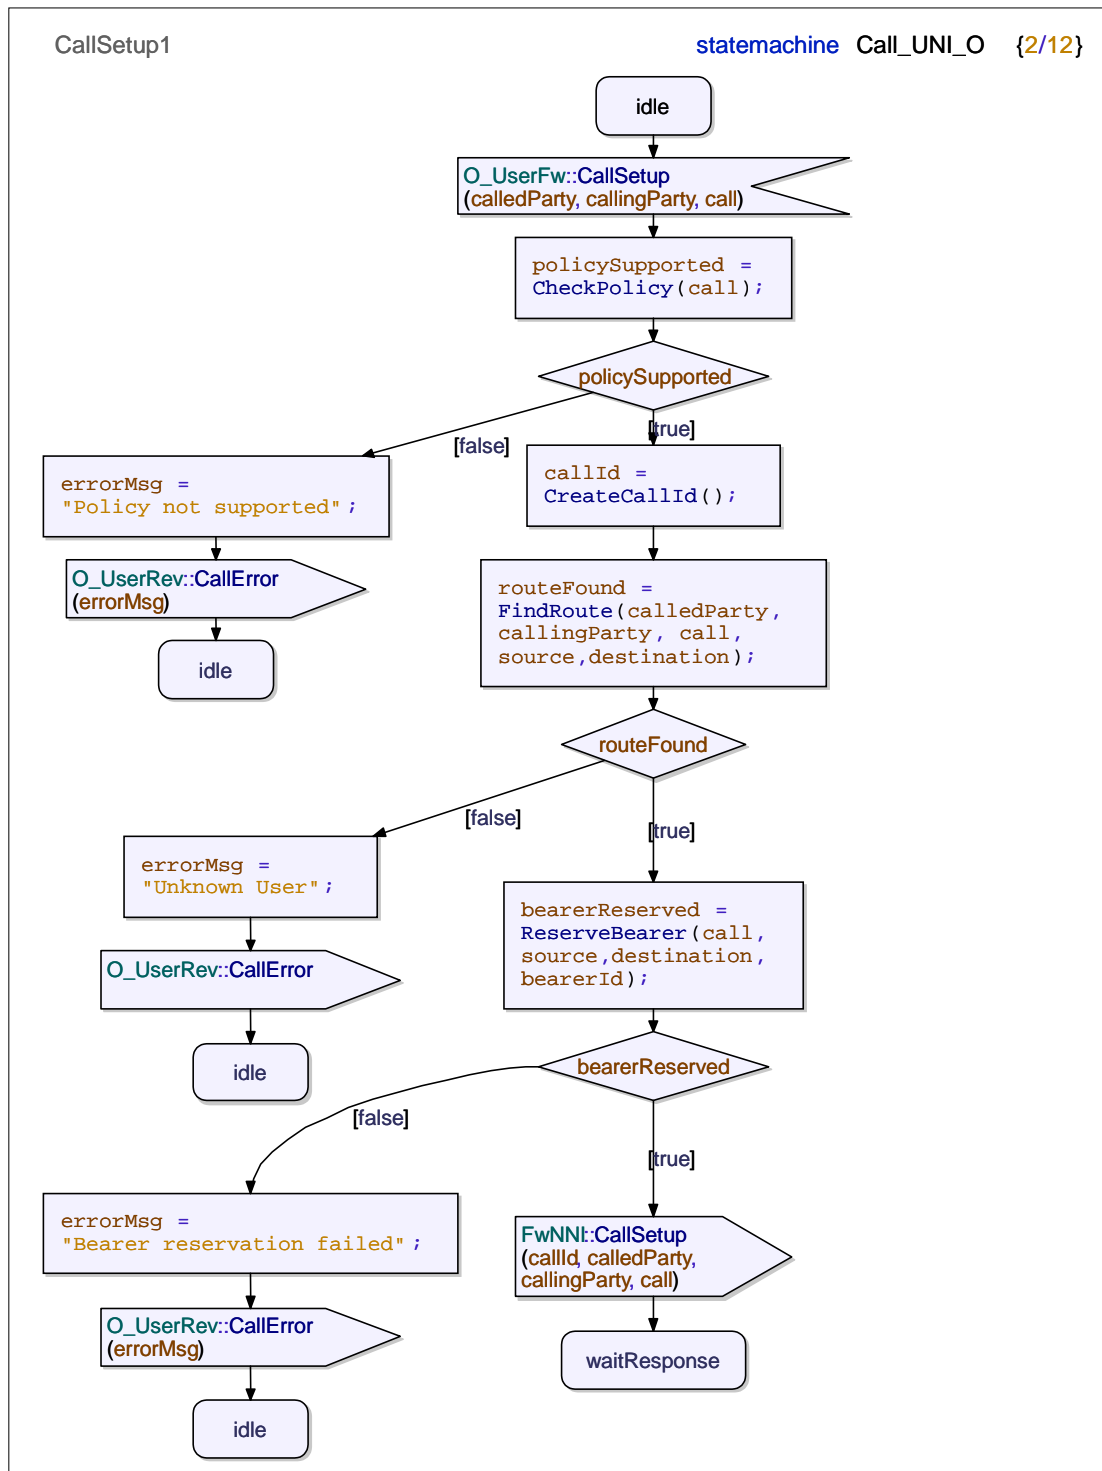 CallSetup1
statemachine Call_UNI_O {2/12}
idle
O_UserFw::CallSetup
(calledParty, callingParty, call)
policySupported =
CheckPolicy(call);
policySupported
[false]
[true]
errorMsg =
"Policy not supported";
callId =
CreateCallId();
O_UserRev::CallError
(errorMsg)
idle
routeFound =
FindRoute(calledParty,
callingParty, call,
source,destination);
routeFound
[false]
[true]
errorMsg =
"Unknown User";
bearerReserved =
ReserveBearer(call,
source,destination,
bearerId);
O_UserRev::CallError
idle
bearerReserved
[false]
[true]
errorMsg =
"Bearer reservation failed";
FwNNI::CallSetup
(callId, calledParty,
callingParty, call)
O_UserRev::CallError
(errorMsg)
waitResponse
idle